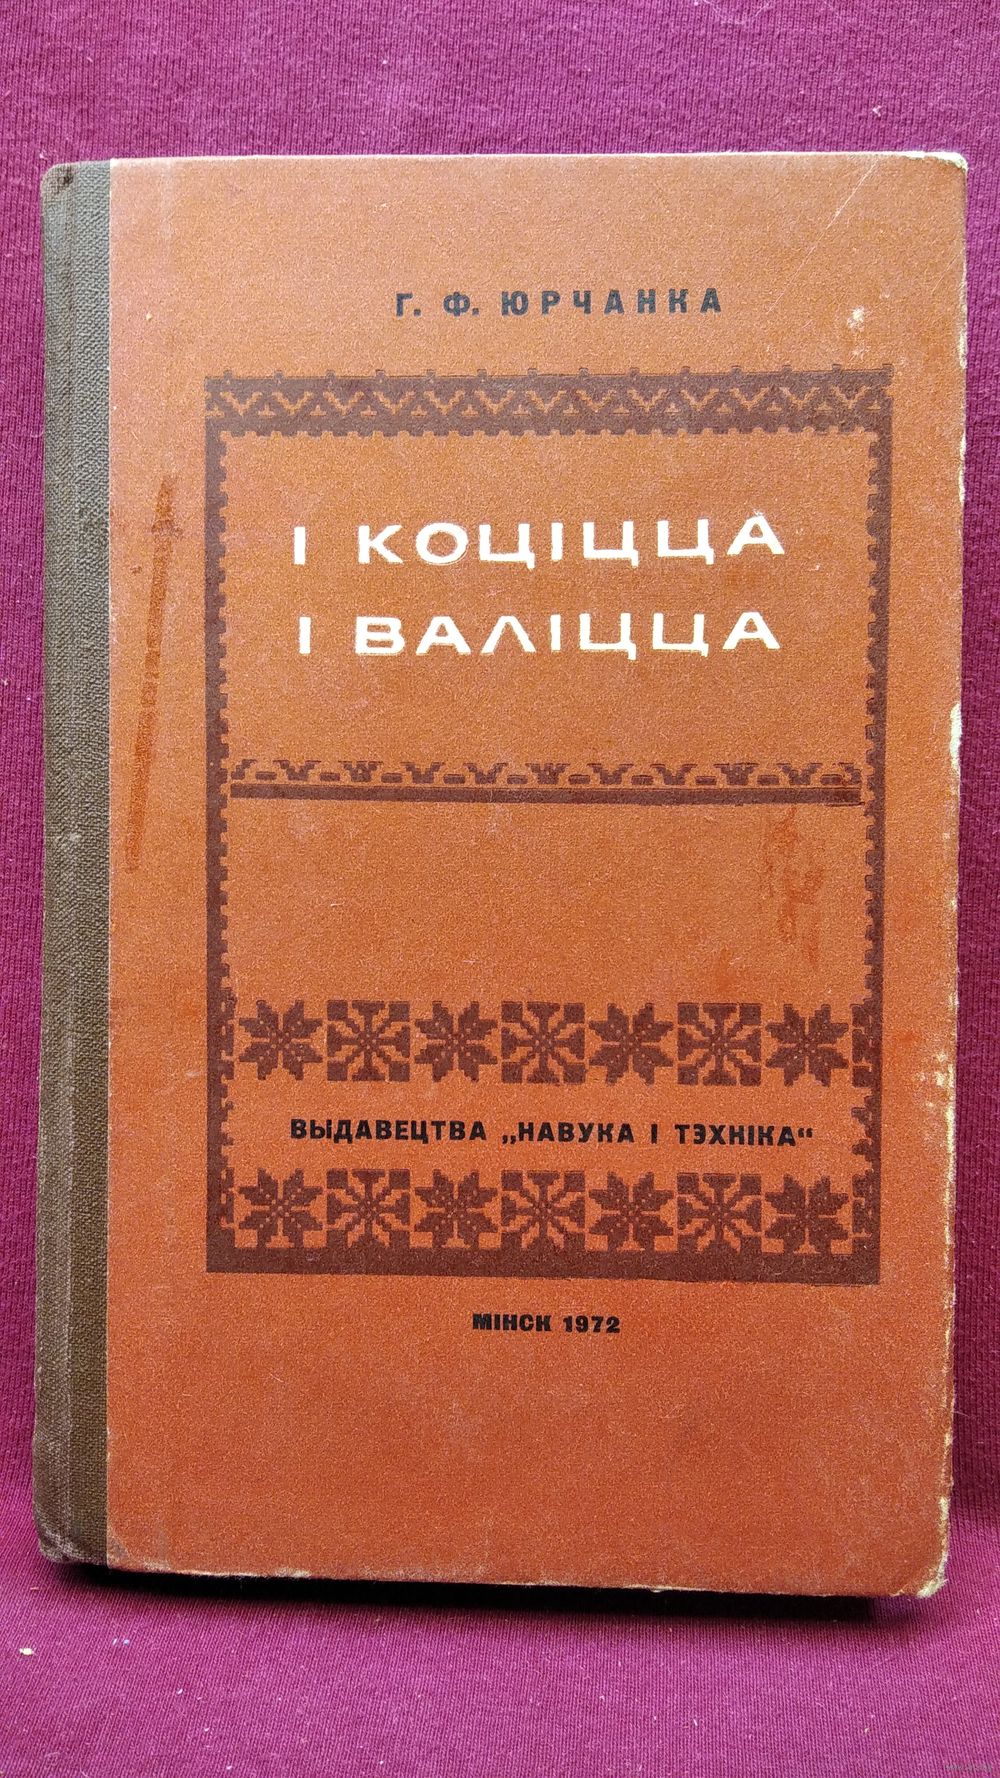 Г. Ф. ЮРЧАНКА
І КОЦІЦЦА
І ВАЛІЦЦА
ВЫДАВЕЦТВА „НАВУКА І ТЭХНІКА“
МІНСК 1972